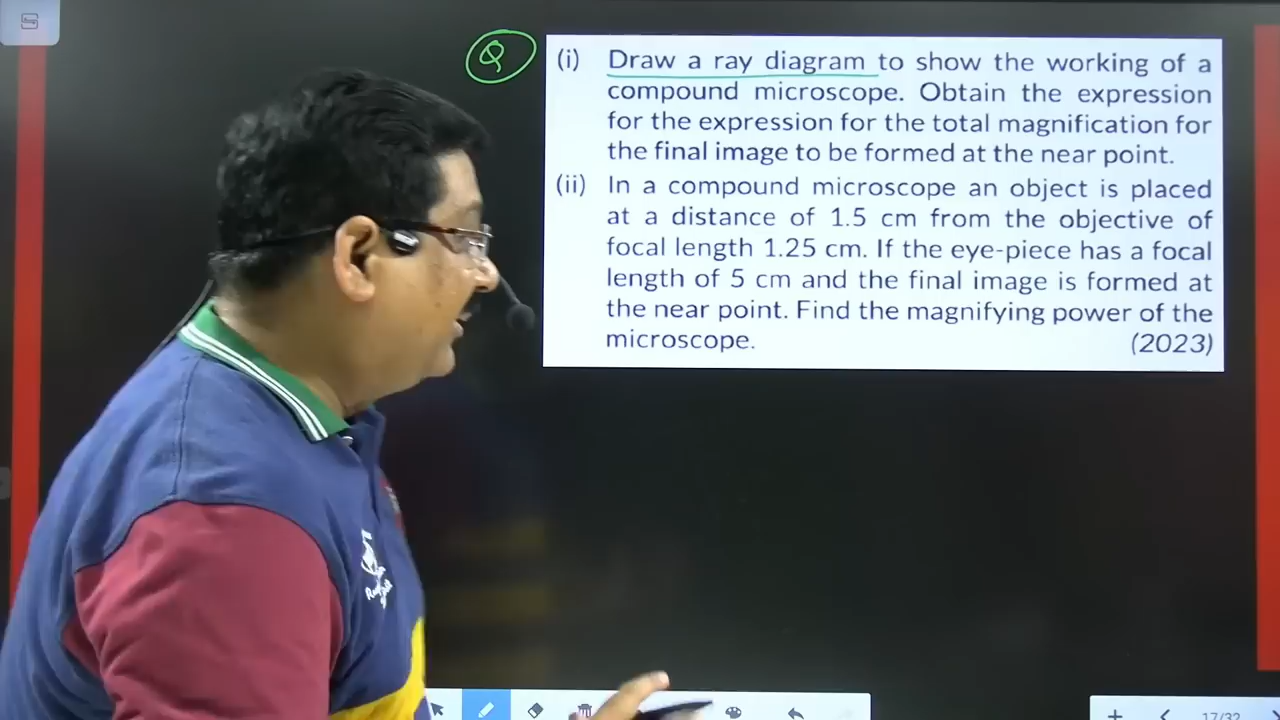 Q
(i) Draw a ray diagram to show the working of a
compound microscope. Obtain the expression
for the expression for the total magnification for
the final image to be formed at the near point.
(ii) In a compound microscope an object is placed
at a distance of 1.5 cm from the objective of
focal length 1.25 cm. If the eye-piece has a focal
length of 5 cm and the final image is formed at
the near point. Find the magnifying power of the
microscope. (2023)
17/32